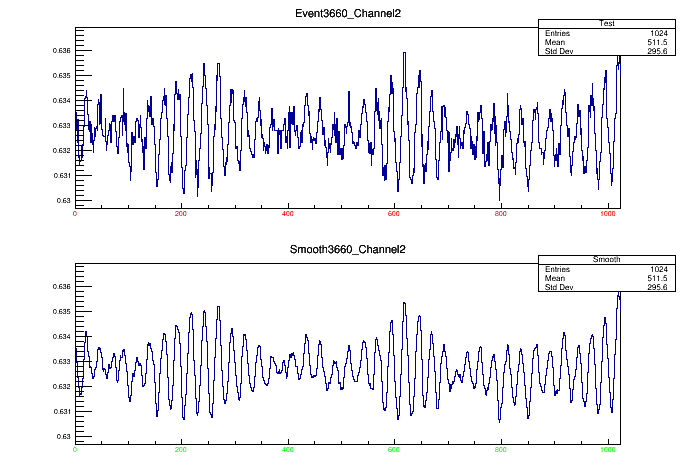 Event3660_Channel2
Test
Entries 1024
Mean 511.5
Std Dev 295.6
0.636
0.635
0.634
0.633
0.632
0.631
0.63
0 200 400 600 800 1000
Smooth3660_Channel2
Smooth
Entries 1024
Mean 511.5
Std Dev 295.6
0.636
0.635
0.634
0.633
0.632
0.631
0.63
0 200 400 600 800 1000